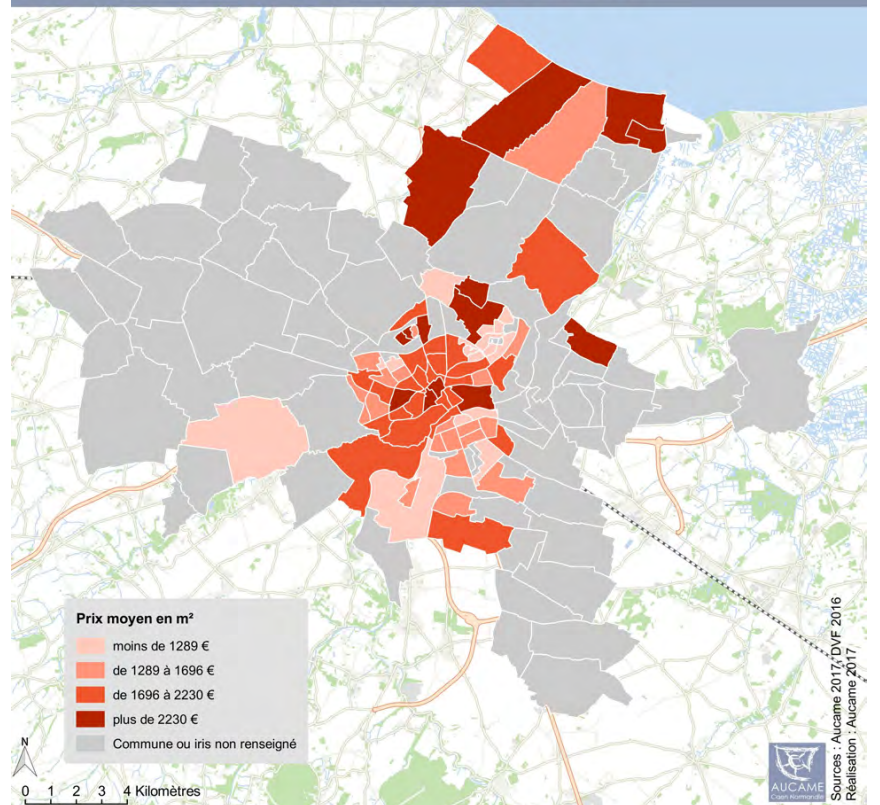 Prix moyen en m²
moins de 1289 €
de 1289 à 1696 €
de 1696 à 2230 €
plus de 2230 €
Commune ou iris non renseigné
N
0 1 2 3 4 Kilomètres
Sources : Aucame 2017, DVF 2016
Réalisation : Aucame 2017
AUCAME
Caen Normandie